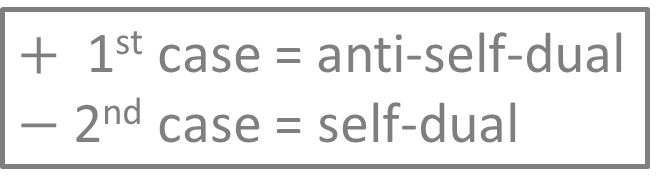 + 1st case = anti-self-dual
− 2nd case = self-dual